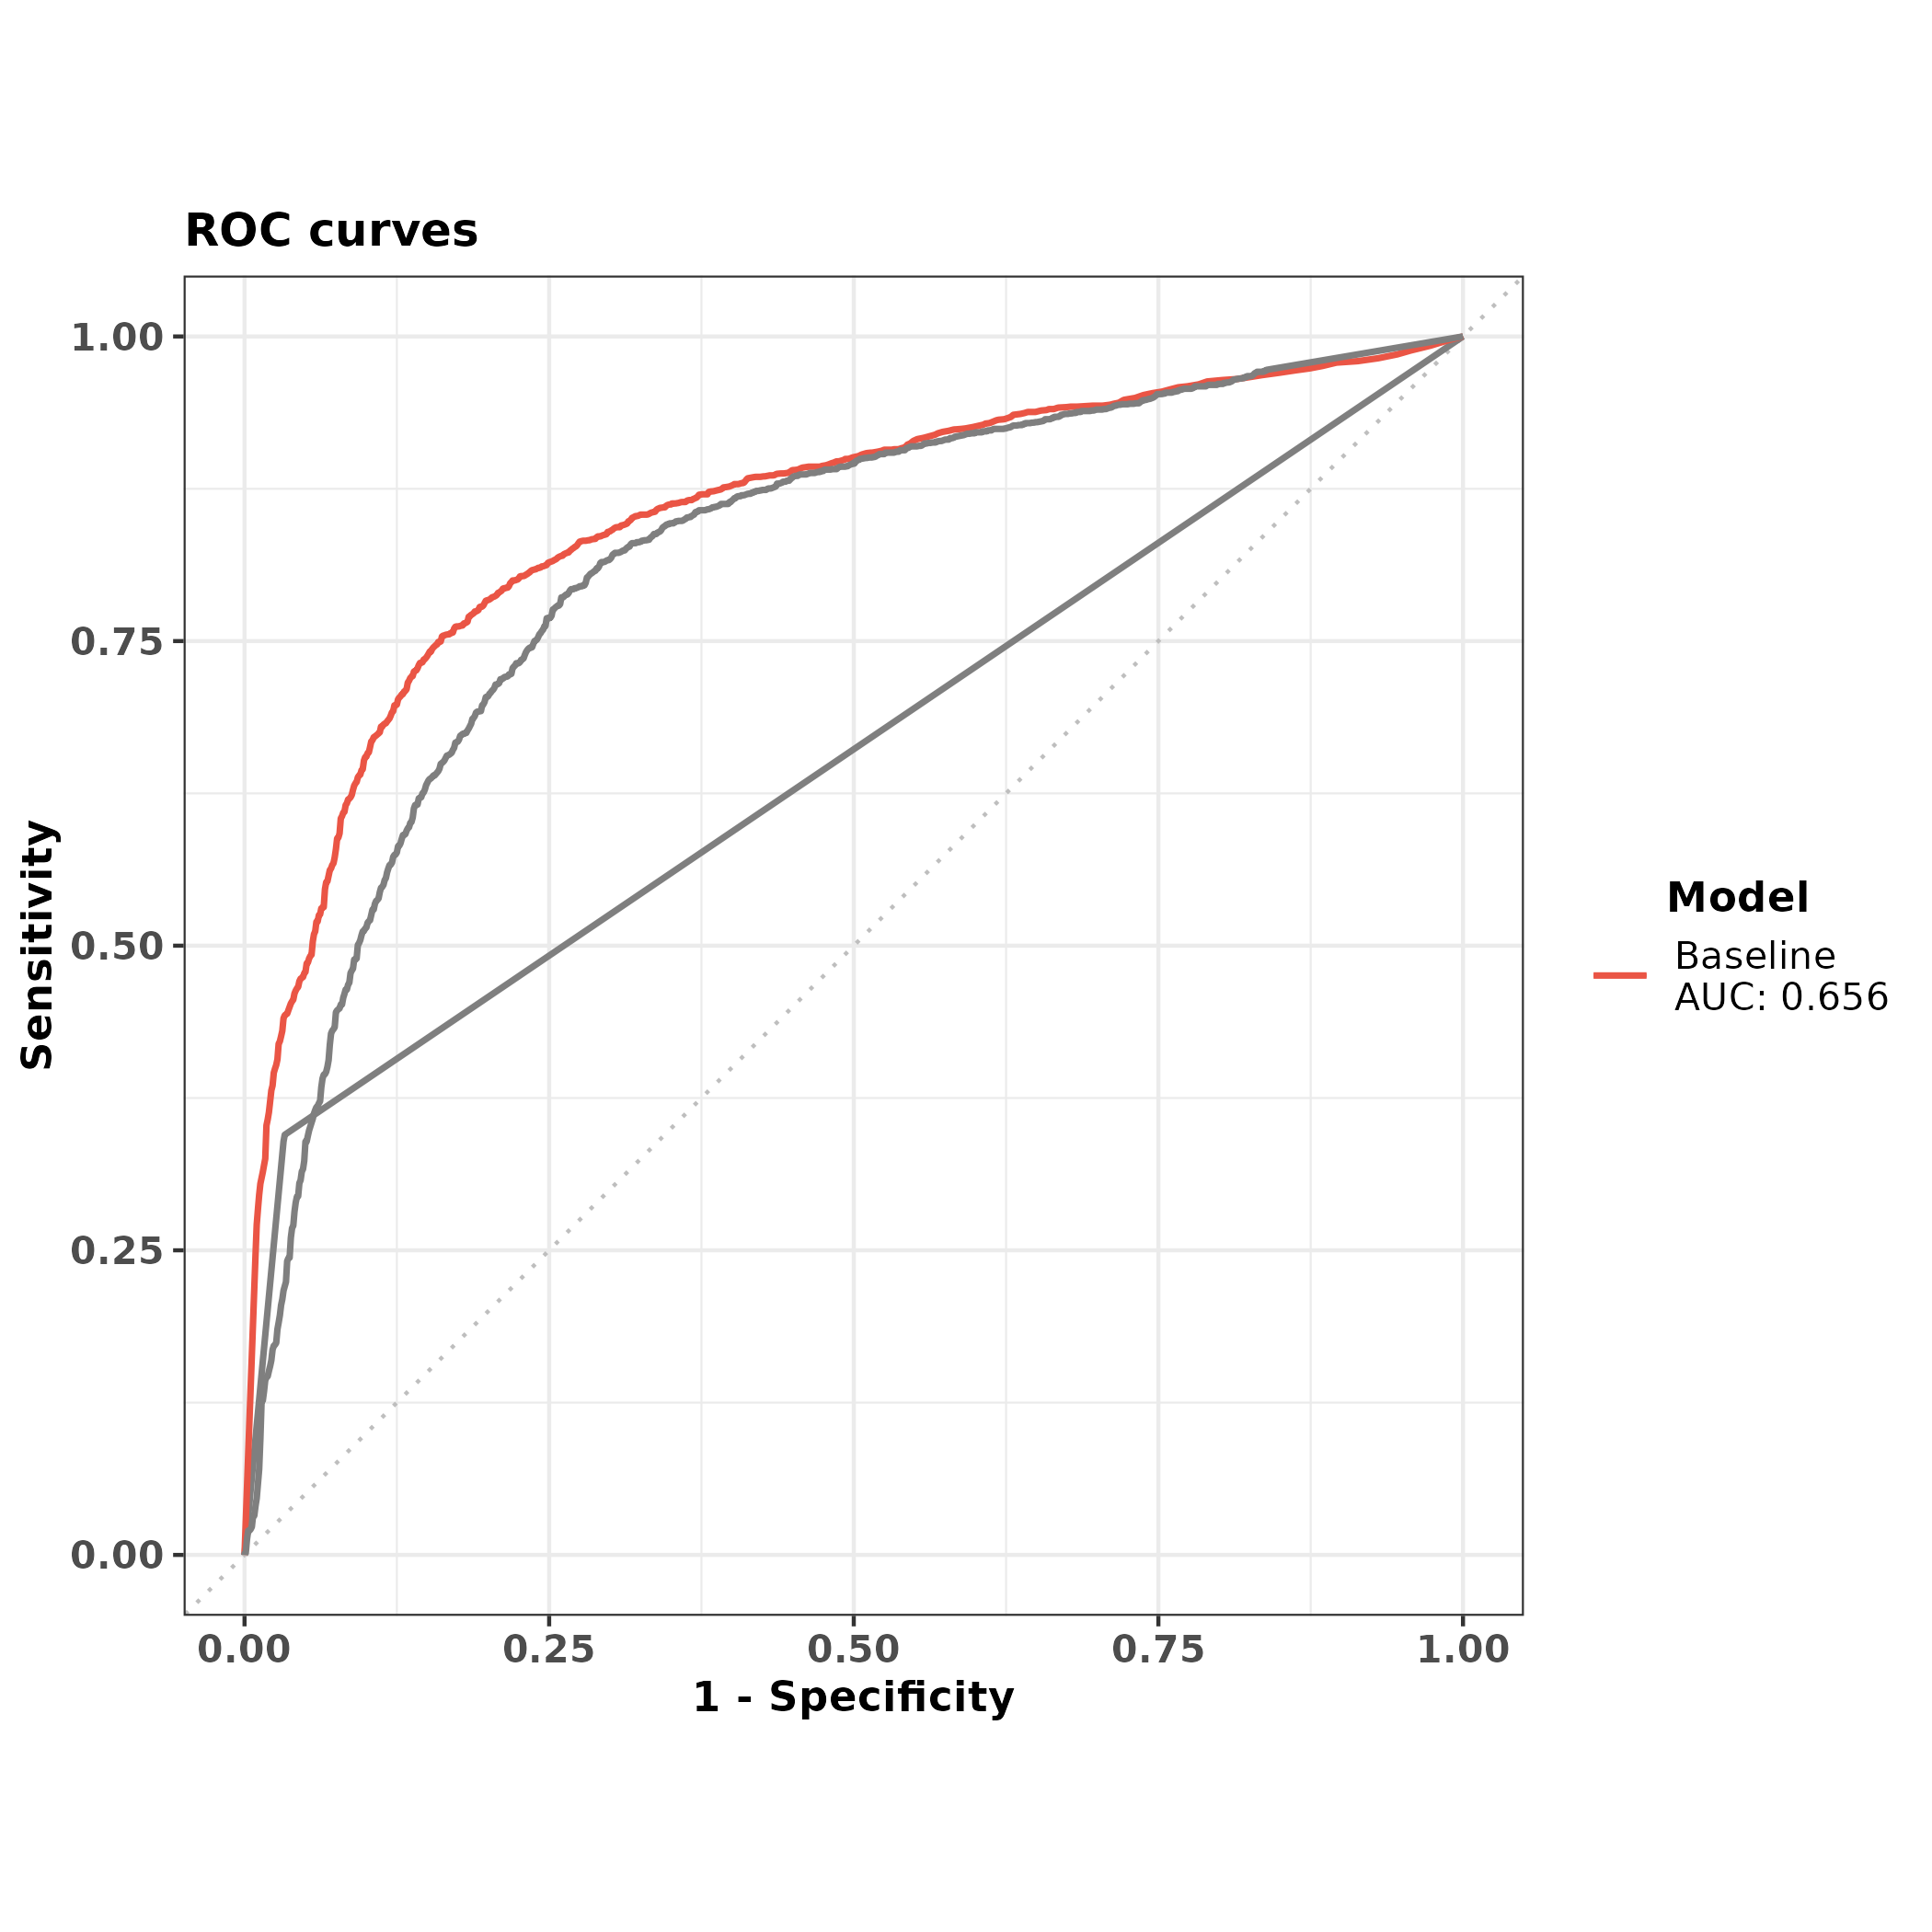 ROC curves
1.00
0.75
0.50
0.25
0.00
Sensitivity
0.00 0.25 0.50 0.75 1.00
1 - Specificity
Model
Baseline
AUC: 0.656